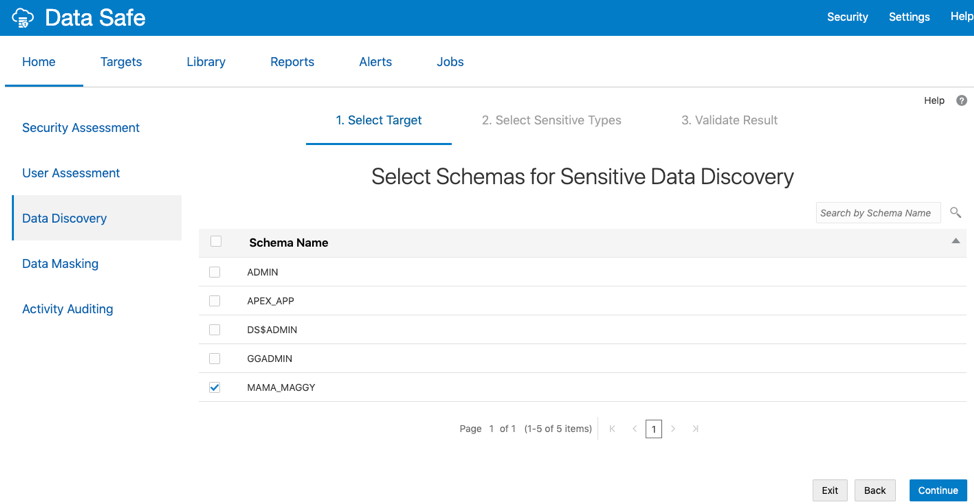 Data Safe
Security Settings Help
Home Targets Library Reports Alerts Jobs
Help ?
1. Select Target 2. Select Sensitive Types 3. Validate Result
Security Assessment
User Assessment
Data Discovery
Data Masking
Activity Auditing
Select Schemas for Sensitive Data Discovery
Search by Schema Name
Schema Name
ADMIN
APEX_APP
DS$ADMIN
GGADMIN
MAMA_MAGGY
Page 1 of 1 (1-5 of 5 items) 1
Exit Back Continue